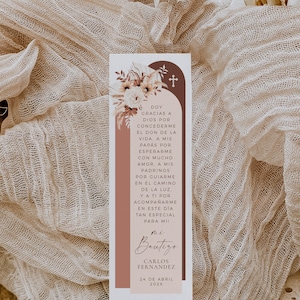 DOY
GRACIAS A
DIOS POR
CONCEDERME
EL DON DE LA
VIDA, A MIS
PAPRE POR
ESPERARME
CON MUCHO
AMOR, A MIS
PADRINOS
POR GUIARME
EN EL CAMINO
DE LA LUZ,
Y A TI POR
ACOMPAÑARME
EN ESTE DÍA
TAN ESPECIAL
PARA MI!
mi
Bautizo
CARLOS
FERNANDEZ
24 DE ABRIL
2024